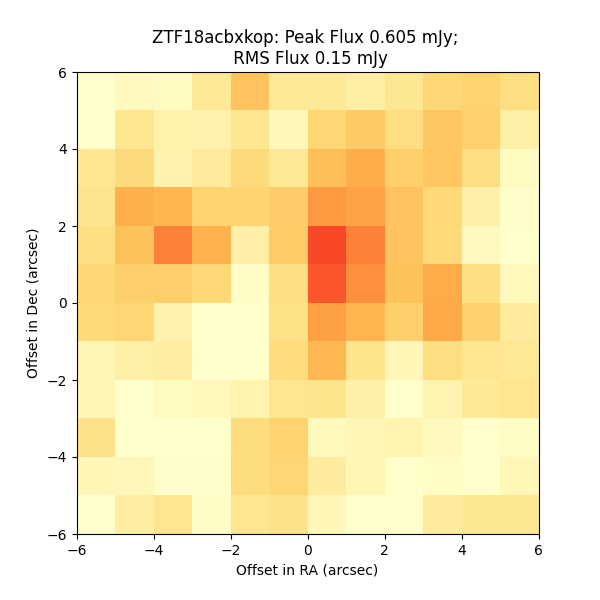 ZTF18acbxkop: Peak Flux 0.605 mJy;
RMS Flux 0.15 mJy
6
4
2
0
−2
−4
−6
Offset in Dec (arcsec)
−6 −4 −2 0 2 4 6
Offset in RA (arcsec)